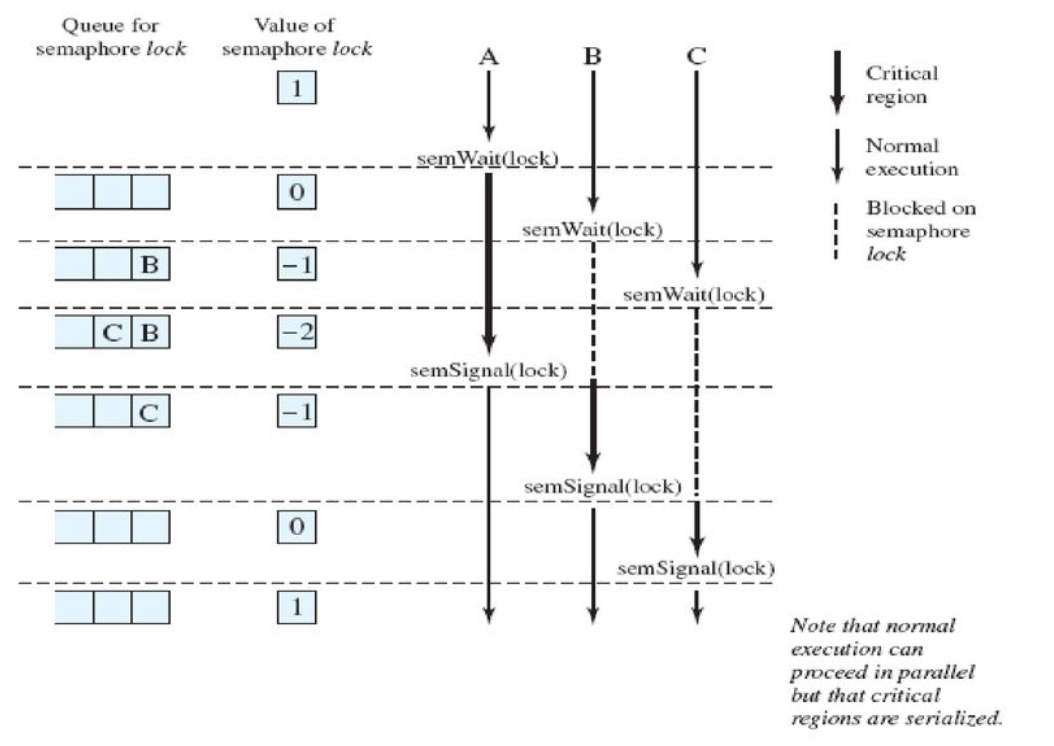 Queue for
semaphore lock
Value of
semaphore lock
A
B
C
1
Critical
region
Normal
execution
Blocked on
semaphore
lock
semWait(lock)
0
semWait(lock)
B
−1
semWait(lock)
C B
−2
semSignal(lock)
C
−1
semSignal(lock)
0
semSignal(lock)
1
Note that normal
execution can
proceed in parallel
but that critical
regions are serialized.